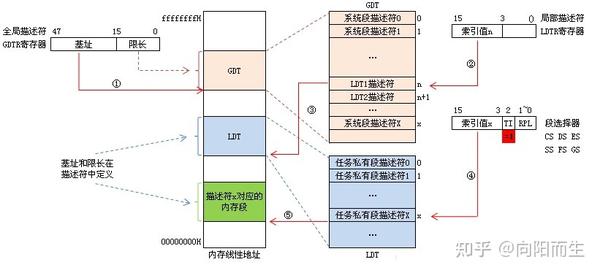 全局描述符
GDTR寄存器
47 15 0
基址 限长
①
基址和限长在
描述符中定义
ffffffffH
GDT
LDT
描述符x对应的
内存段
00000000H
内存线性地址
GDT
系统段描述符0 0
系统段描述符1 1
...
LDT1描述符 n
LDT2描述符 n+1
...
系统段描述符X x
③
任务私有段描述符0 0
任务私有段描述符1 1
...
任务私有段描述符X x
...
LDT
⑤
15 3 0
索引值n
局部描述符
LDTR寄存器
②
15 3 2 1~0
索引值x TI RPL
=1
段选择器
CS DS ES
SS FS GS
④
知乎 @向阳而生